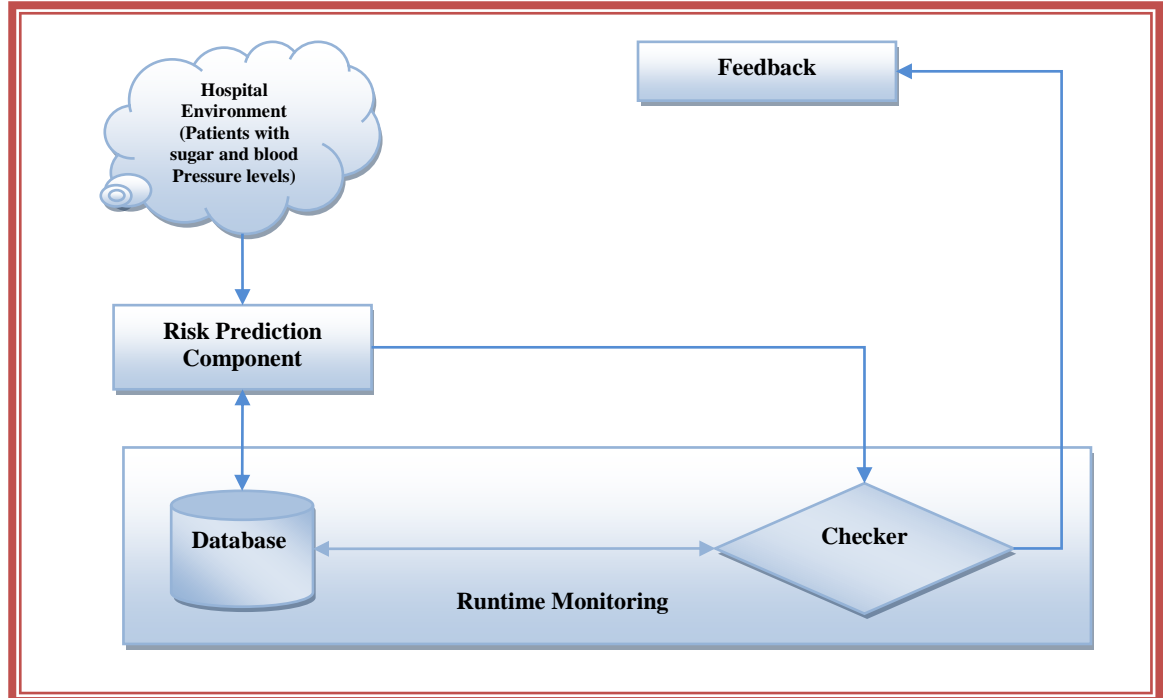 Hospital
Environment
(Patients with
sugar and blood
Pressure levels)
Feedback
Risk Prediction
Component
Database
Checker
Runtime Monitoring